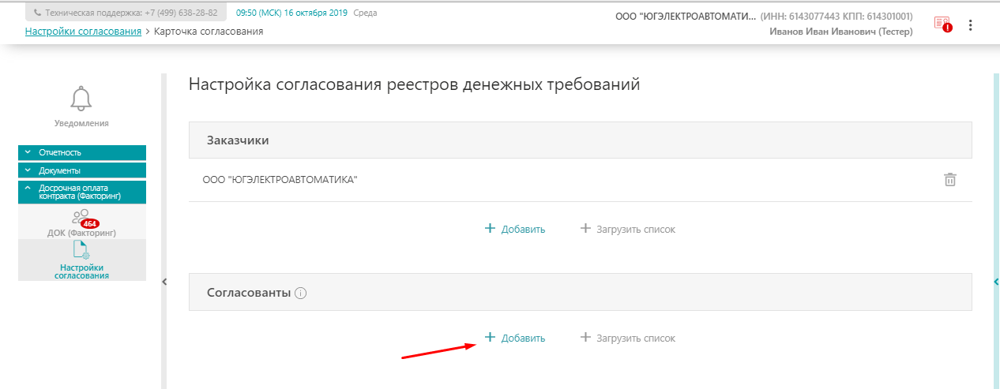 Техническая поддержка: +7 (499) 638-28-82 09:50 (МСК) 16 октября 2019 Среда
ООО "ЮГЭЛЕКТРОАВТОМАТИ... (ИНН: 6143077443 КПП: 614301001)
Настройки согласования > Карточка согласования
Иванов Иван Иванович (Тестер)
Уведомления
Отчетность
Документы
Досрочная оплата
контракта (Факторинг)
464
ДОК (Факторинг)
Настройки
согласования
Настройка согласования реестров денежных требований
Заказчики
ООО "ЮГЭЛЕКТРОАВТОМАТИКА"
+ Добавить + Загрузить список
Согласованты
+ Добавить + Загрузить список